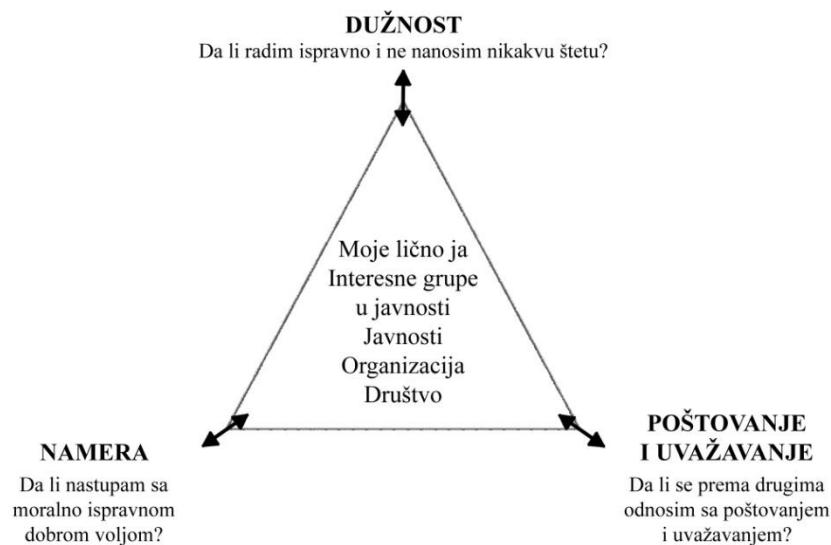 DUŽNOST
Da li radim ispravno i ne nanosim nikakvu štetu?
Moje lično ja
Interesne grupe
u javnosti
Javnosti
Organizacija
Društvo
NAMERA
Da li nastupam sa
moralno ispravnom
dobrom voljom?
POŠTOVANJE
I UVAŽAVANJE
Da li se prema drugima
odnosim sa poštovanjem
i uvažavanjem?